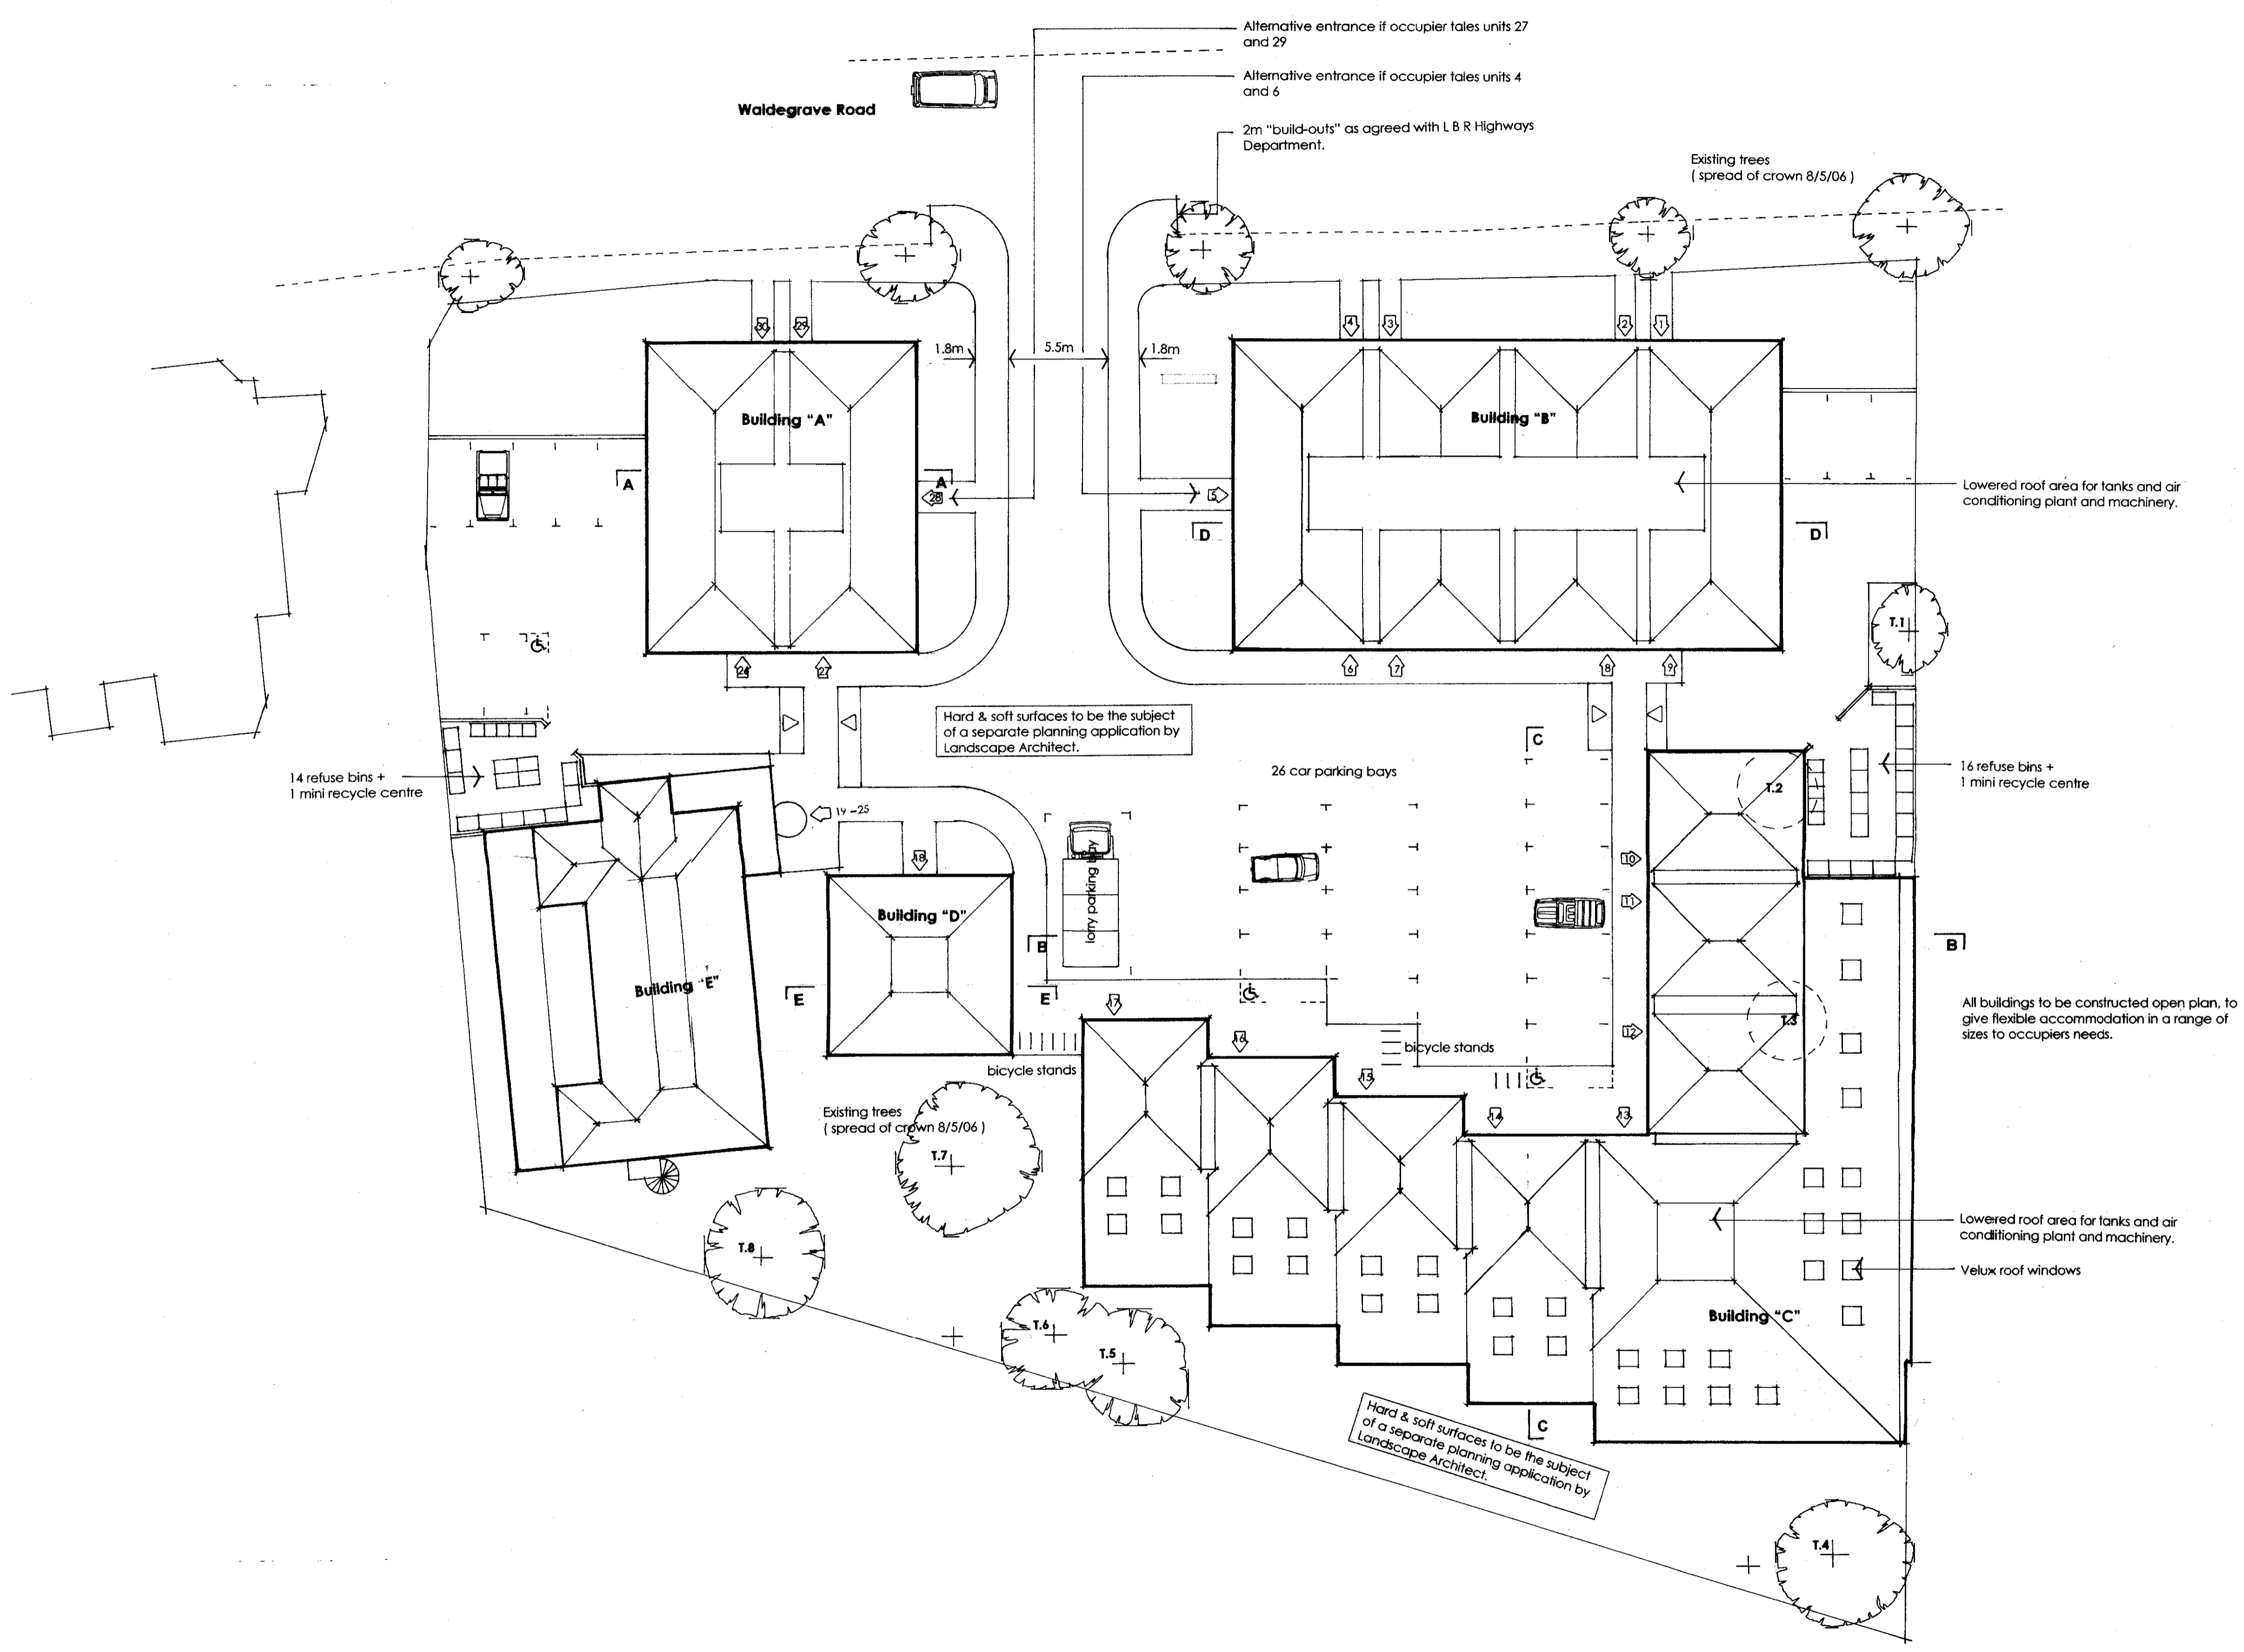 Alternative entrance if occupier tales units 27
and 29
Alternative entrance if occupier tales units 4
and 6
Waldegrave Road
2m "build-outs" as agreed with L B R Highways
Department.
Existing trees
( spread of crown 8/5/06 )
30
29
4
3
2
1
1.8m
5.5m
1.8m
Building "A"
Building "B"
A
A
28
5
Lowered roof area for tanks and air
conditioning plant and machinery.
D
D
T.1
26
27
6
7
8
9
Hard & soft surfaces to be the subject
of a separate planning application by
Landscape Architect.
C
26 car parking bays
14 refuse bins +
1 mini recycle centre
16 refuse bins +
1 mini recycle centre
T.2
19 -25
18
10
lorry parking bay
11
Building "D"
B
B
Building "E"
E
E
17
All buildings to be constructed open plan, to
give flexible accommodation in a range of
sizes to occupiers needs.
T.3
12
16
bicycle stands
bicycle stands
15
14
13
Existing trees
( spread of crown 8/5/06 )
T.7
Lowered roof area for tanks and air
conditioning plant and machinery.
T.8
Velux roof windows
Building "C"
T.6
T.5
C
Hard & soft surfaces to be the subject
of a separate planning application by
Landscape Architect.
T.4